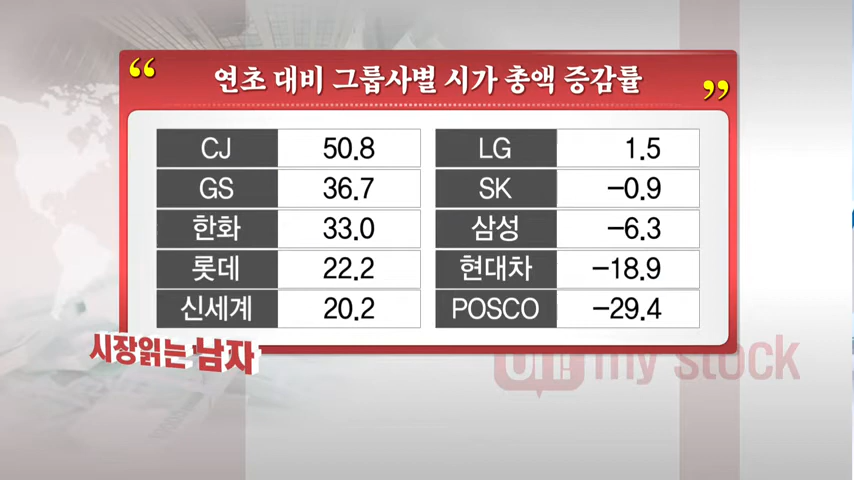 “연초 대비 그룹사별 시가 총액 증감률”
CJ 50.8
GS 36.7
한화 33.0
롯데 22.2
신세계 20.2
LG 1.5
SK -0.9
삼성 -6.3
현대차 -18.9
POSCO -29.4
시장읽는 남자
Oh! my stock